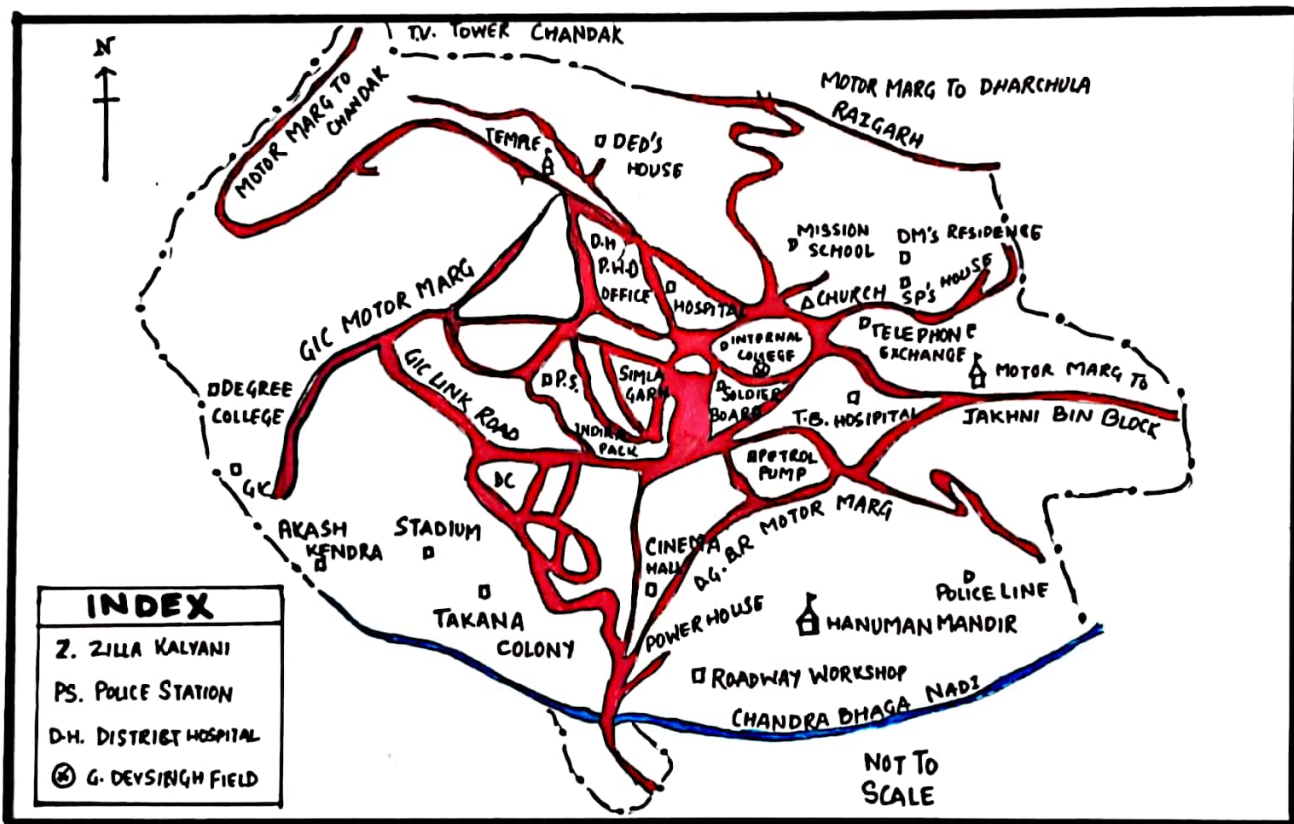 N
T.V. TOWER CHANDAK
MOTOR MARG TO
CHANDAK
MOTOR MARG TO DHARCHULA
RAIGARH
TEMPLE
DED'S
HOUSE
MISSION
SCHOOL
DM'S RESIDENCE
SP'S HOUSE
D.H
P.W.D
OFFICE
HOSPITAL
CHURCH
TELEPHONE
EXCHANGE
GIC MOTOR MARG
INTERNAL
COLLEGE
MOTOR MARG TO
JAKHNI BIN BLOCK
DEGREE
COLLEGE
GIC LINK ROAD
P.S.
SIMLA
GARH
SOLDIER
BOARD
T.B. HOSIPITAL
INDIRA
PACK
PETROL
PUMP
GIC
DC
AKASH
KENDRA
STADIUM
CINEMA
HALL
D.G.B.R MOTOR MARG
TAKANA
COLONY
POWER HOUSE
POLICE LINE
HANUMAN MANDIR
ROADWAY WORKSHOP
CHANDRA BHAGA NADI
NOT TO
SCALE
INDEX
Z. ZILLA KALYANI
PS. POLICE STATION
D.H. DISTRICT HOSPITAL
G. DEVSINGH FIELD